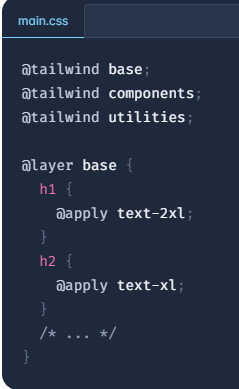 main.css
@tailwind base;
@tailwind components;
@tailwind utilities;
@layer base {
h1 {
@apply text-2xl;
}
h2 {
@apply text-xl;
}
/* ... */
}